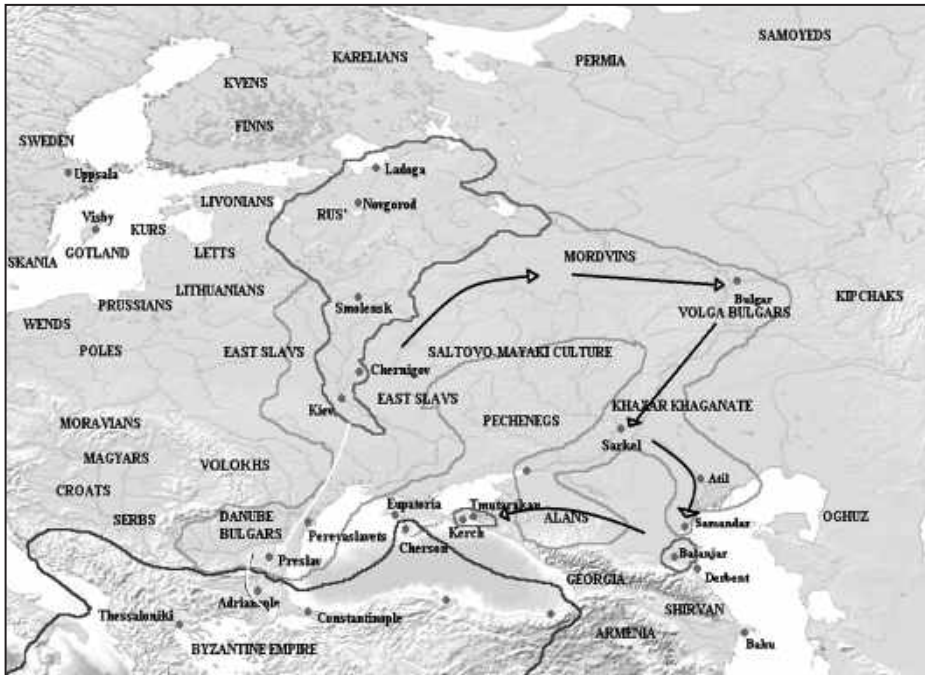 SAMOYEDS
KARELIANS
PERMIA
KVENS
FINNS
SWEDEN
Uppsala
Ladoga
LIVONIANS
RUS'
Novgorod
Visby
KURS
GOTLAND
LETTS
SKANIA
MORDVINS
LITHUANIANS
PRUSSIANS
Smolensk
Bulgar
KIPCHAKS
VOLGA BULGARS
WENDS
POLES
EAST SLAVS
SALTOVO-MAYAKI CULTURE
Chernigov
Kiev
EAST SLAVS
KHAZAR KHAGANATE
MORAVIANS
PECHENEGS
Sarkel
MAGYARS
VOLOKHS
Atil
CROATS
SERBS
DANUBE
BULGARS
Eupatoria
Tmutarakan
ALANS
OGHUZ
Pereyaslavets
Kerch
Samandar
Cherson
Preslav
Balanjar
Derbent
GEORGIA
Adrianople
Thessaloniki
Constantinople
SHIRVAN
ARMENIA
Baku
BYZANTINE EMPIRE